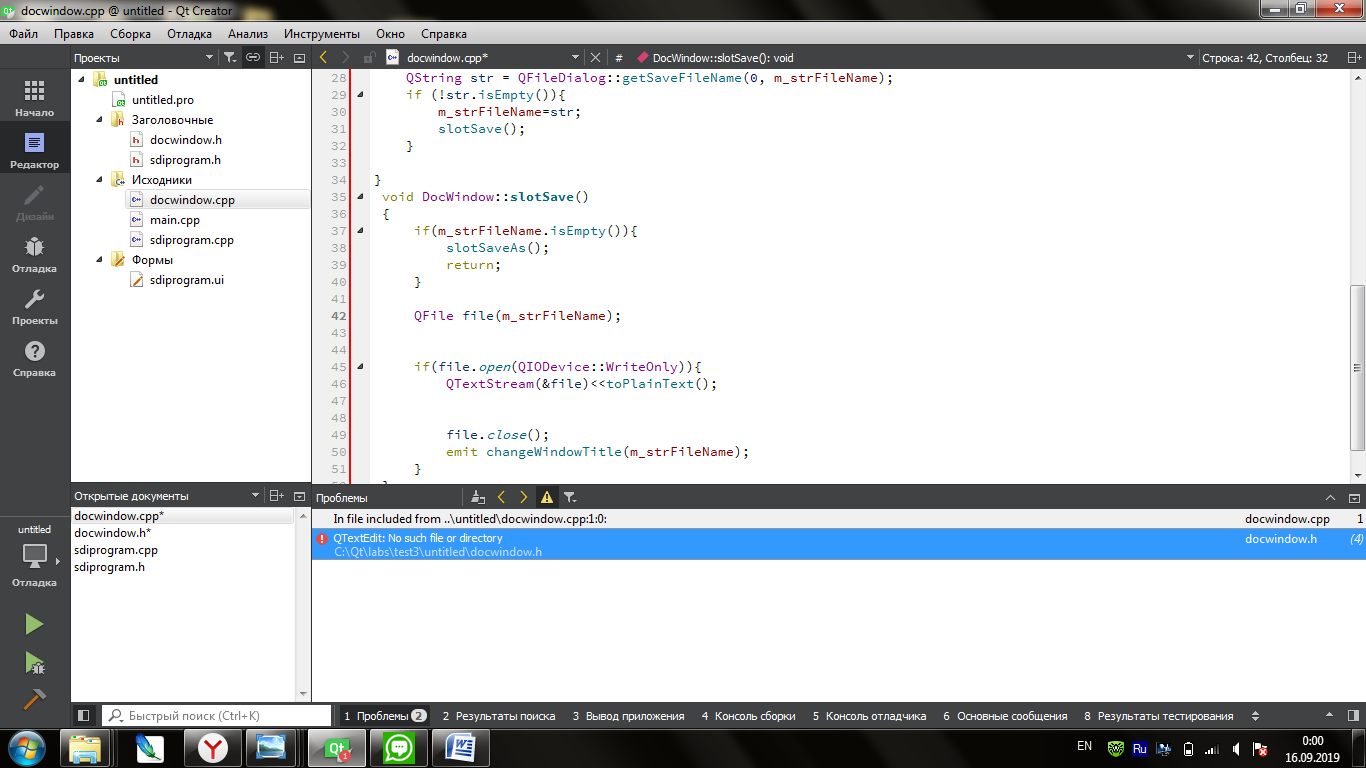 docwindow.cpp @ untitled - Qt Creator
Файл Правка Сборка Отладка Анализ Инструменты Окно Справка
Проекты
docwindow.cpp*
#
DocWindow::slotSave(): void
Строка: 42, Столбец: 32
Начало
Редактор
Дизайн
Отладка
Проекты
Справка
untitled
Отладка
untitled
untitled.pro
Заголовочные
docwindow.h
sdiprogram.h
Исходники
docwindow.cpp
main.cpp
sdiprogram.cpp
Формы
sdiprogram.ui
Открытые документы
docwindow.cpp*
docwindow.h*
sdiprogram.cpp
sdiprogram.h
28 QString str = QFileDialog::getSaveFileName(0, m_strFileName);
29 if (!str.isEmpty()){
30 m_strFileName=str;
31 slotSave();
32 }
33
34 }
35 void DocWindow::slotSave()
36 {
37 if(m_strFileName.isEmpty()){
38 slotSaveAs();
39 return;
40 }
41
42 QFile file(m_strFileName);
43
44
45 if(file.open(QIODevice::WriteOnly)){
46 QTextStream(&file)<<toPlainText();
47
48
49 file.close();
50 emit changeWindowTitle(m_strFileName);
51 }
Проблемы
In file included from ..\untitled\docwindow.cpp:1:0: docwindow.cpp 1
QTextEdit: No such file or directory docwindow.h (4)
C:\Qt\labs\test3\untitled\docwindow.h
Быстрый поиск (Ctrl+K)
1 Проблемы 2
2 Результаты поиска
3 Вывод приложения
4 Консоль сборки
5 Консоль отладчика
6 Основные сообщения
8 Результаты тестирования
EN
Ru
0:00
16.09.2019